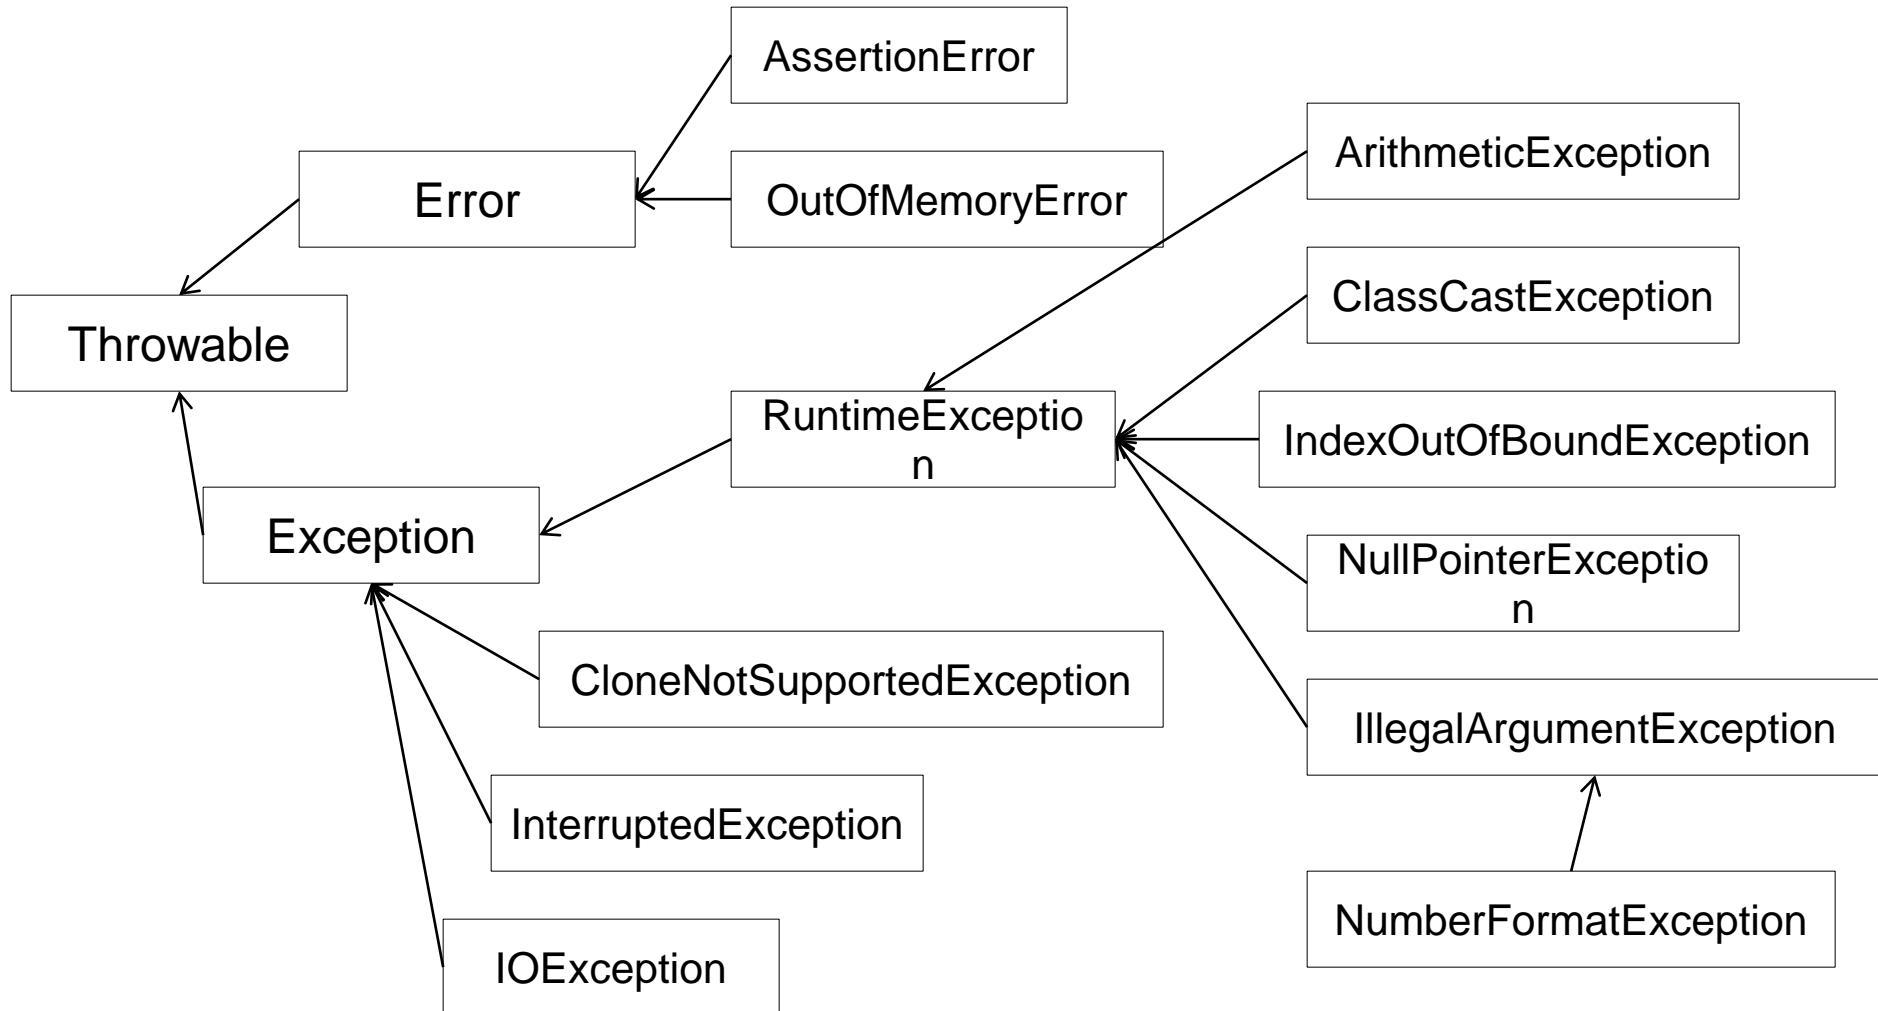 AssertionError
ArithmeticException
Error
OutOfMemoryError
ClassCastException
Throwable
RuntimeExceptio
n
IndexOutOfBoundException
Exception
NullPointerExceptio
n
CloneNotSupportedException
IllegalArgumentException
InterruptedException
NumberFormatException
IOException